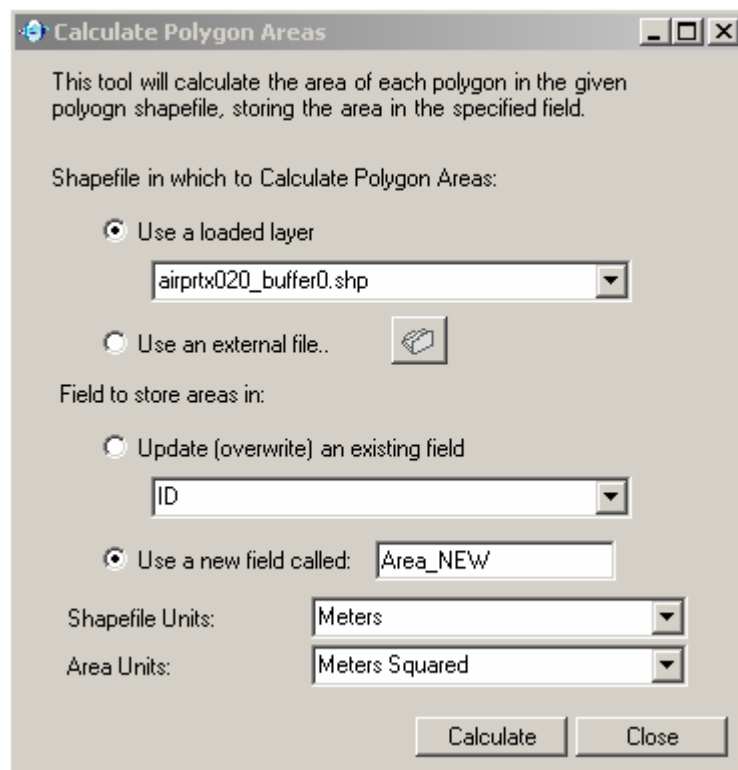 Calculate Polygon Areas
This tool will calculate the area of each polygon in the given
polyogn shapefile, storing the area in the specified field.
Shapefile in which to Calculate Polygon Areas:
Use a loaded layer
airprtx020_buffer0.shp
Use an external file..
Field to store areas in:
Update (overwrite) an existing field
ID
Use a new field called: Area_NEW
Shapefile Units: Meters
Area Units: Meters Squared
Calculate Close